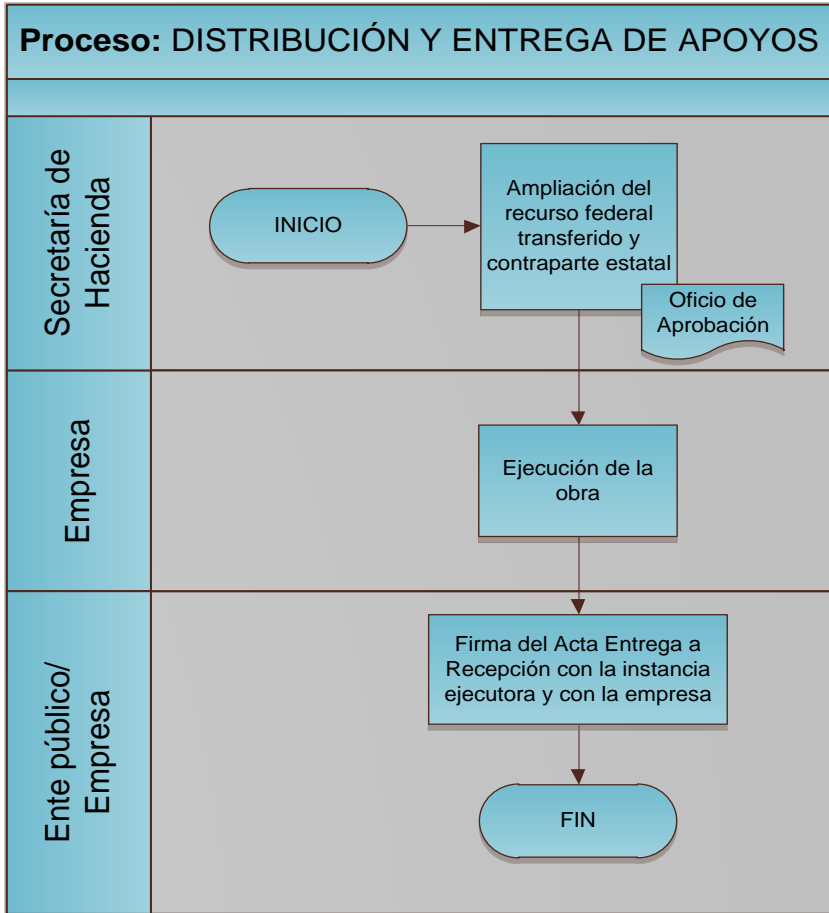 Proceso: DISTRIBUCIÓN Y ENTREGA DE APOYOS
Secretaría de
Hacienda
INICIO
Ampliación del
recurso federal
transferido y
contraparte estatal
Oficio de
Aprobación
Empresa
Ejecución de la
obra
Ente público/
Empresa
Firma del Acta Entrega a
Recepción con la instancia
ejecutora y con la empresa
FIN